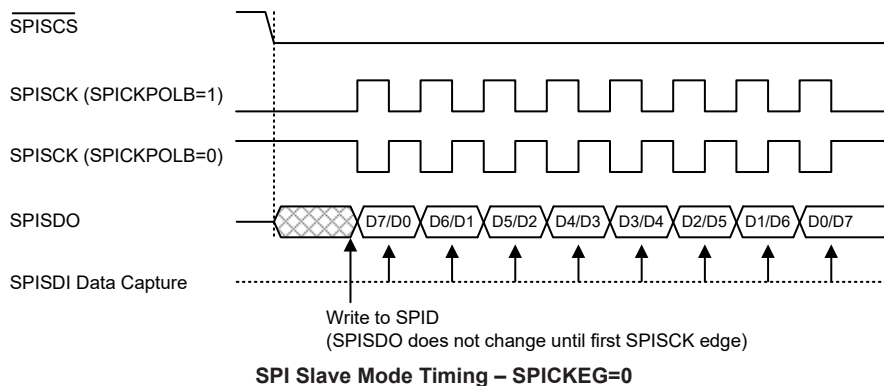 SPISCS
SPISCK (SPICKPOLB=1)
SPISCK (SPICKPOLB=0)
SPISDO
D7/D0 D6/D1 D5/D2 D4/D3 D3/D4 D2/D5 D1/D6 D0/D7
SPISDI Data Capture
Write to SPID
(SPISDO does not change until first SPISCK edge)
SPI Slave Mode Timing – SPICKEG=0